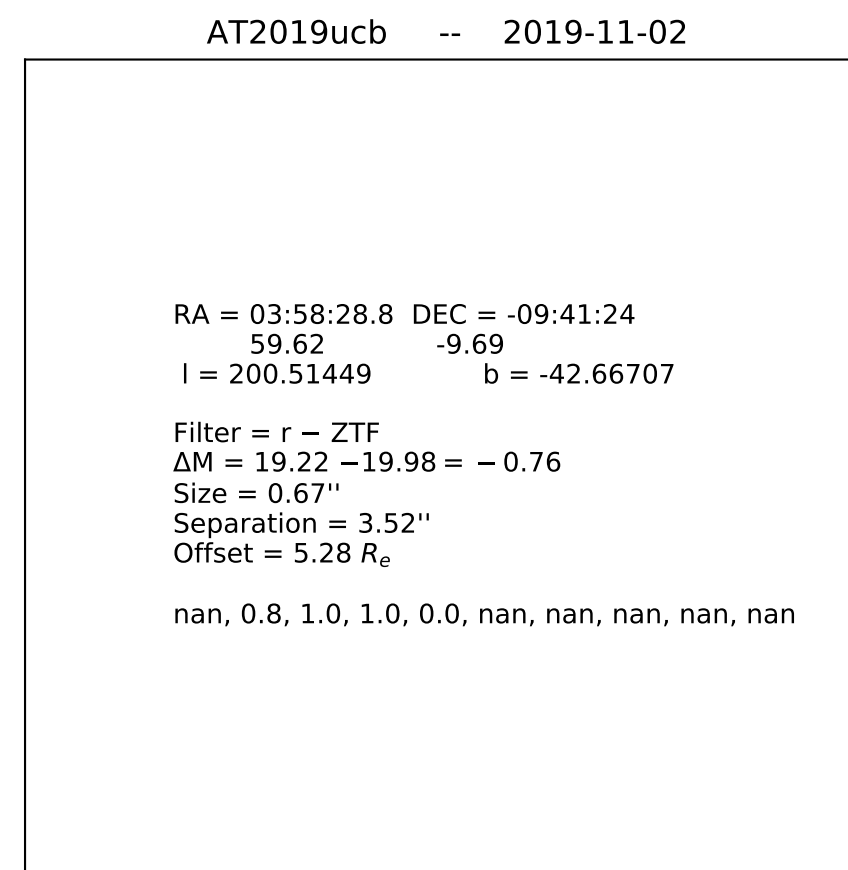 AT2019ucb -- 2019-11-02
RA = 03:58:28.8 DEC = -09:41:24
59.62 -9.69
l = 200.51449 b = -42.66707
Filter = r − ZTF
ΔM = 19.22 −19.98 = − 0.76
Size = 0.67''
Separation = 3.52''
Offset = 5.28 Re
nan, 0.8, 1.0, 1.0, 0.0, nan, nan, nan, nan, nan